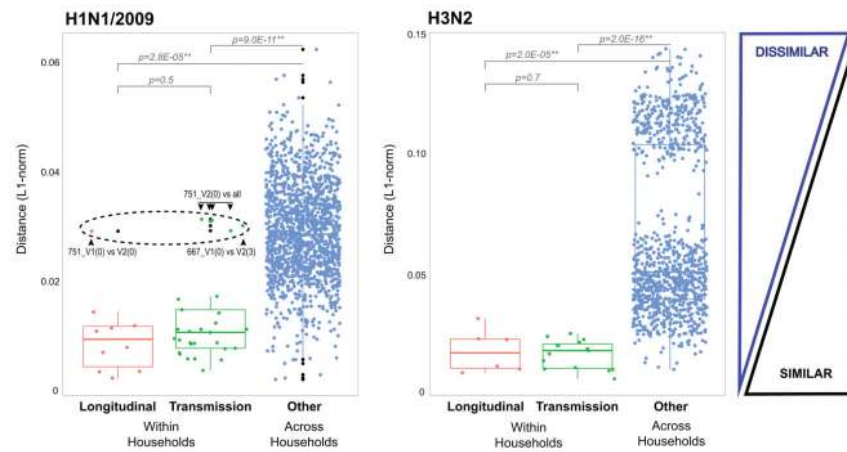 H1N1/2009
Distance (L1-norm)
0.06
0.04
0.02
0
p=9.0E-11**
p=2.8E-05**
p=0.5
751_V2(0) vs all
751_V1(0) vs V2(0)
667_V1(0) vs V2(3)
Longitudinal
Transmission
Other
Within
Households
Across
Households
H3N2
Distance (L1-norm)
0.15
0.10
0.05
0
p=2.0E-16**
p=2.0E-05**
p=0.7
Longitudinal
Transmission
Other
Within
Households
Across
Households
DISSIMILAR
SIMILAR